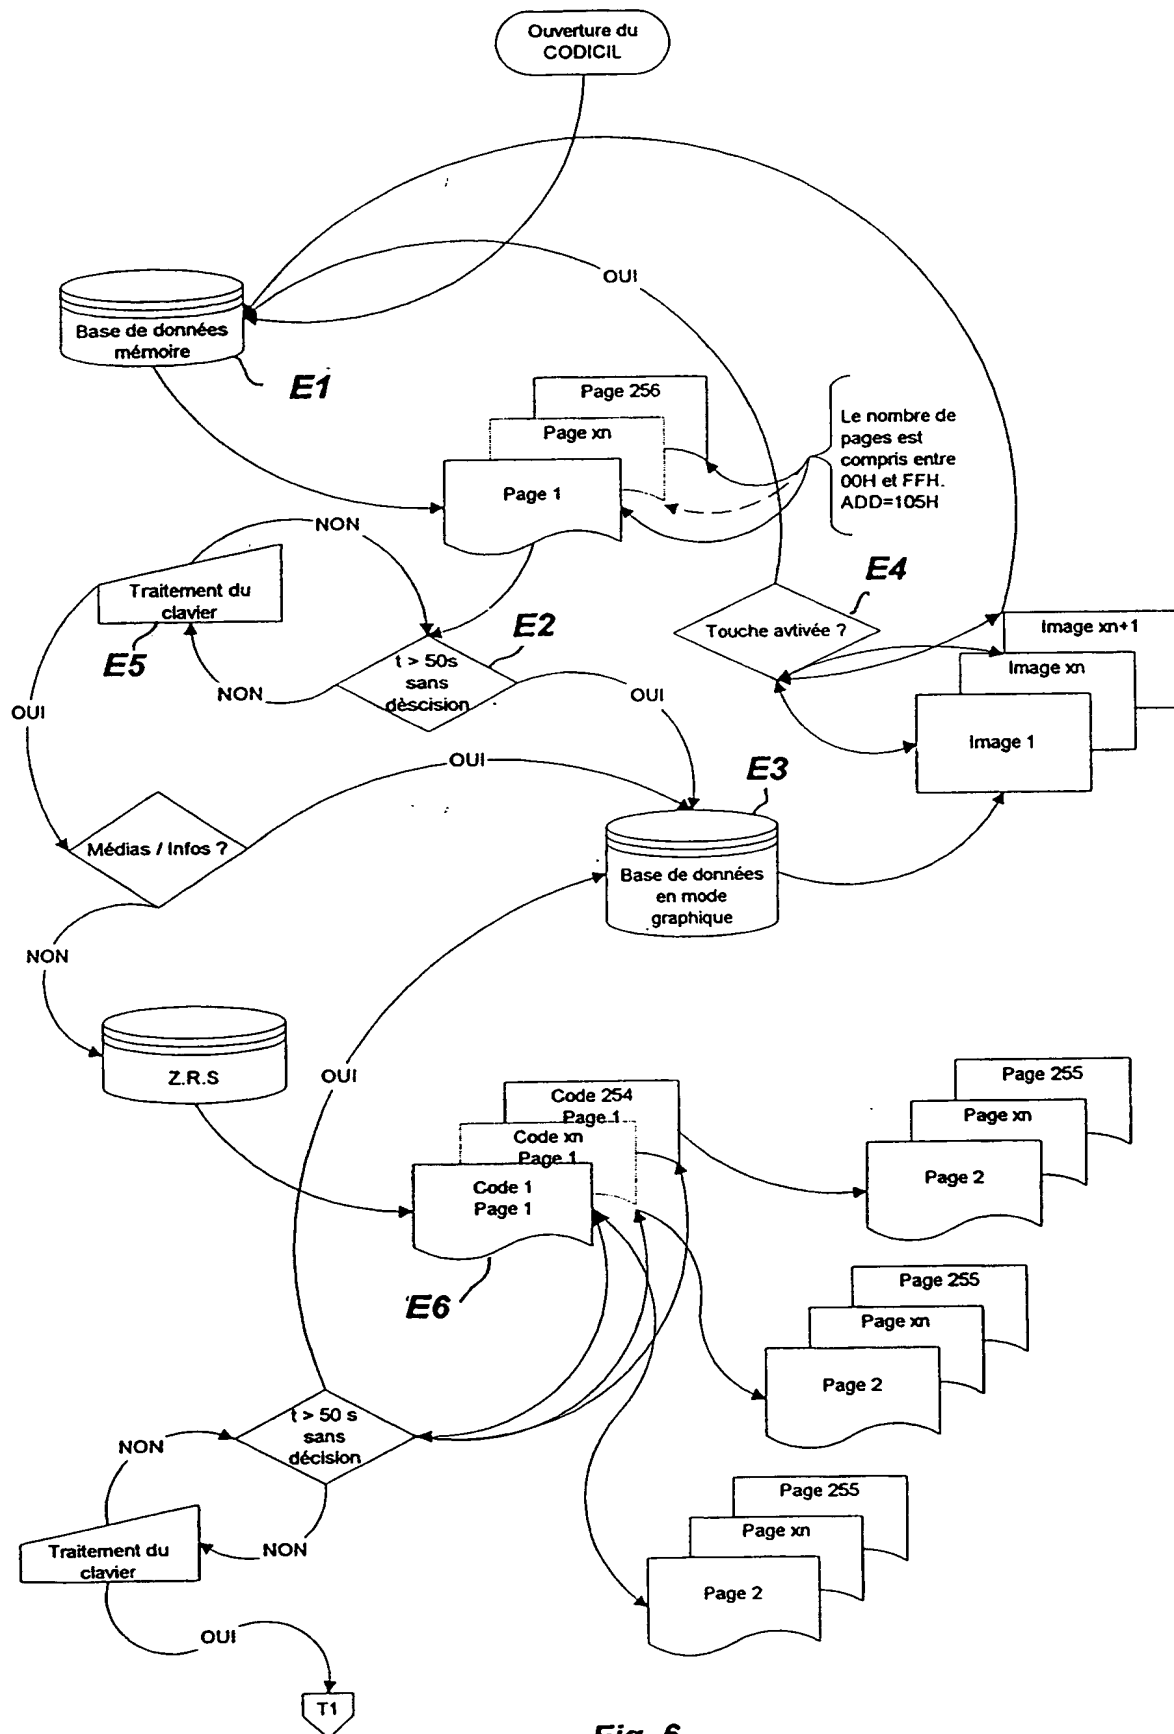 Ouverture du
CODICIL
OUI
Base de données
mémoire
E1
Page 256
Page xn
Page 1
Le nombre de
pages est
compris entre
00H et FFH.
ADD=105H
NON
Traitement du
clavier
E5
E2
t > 50s
sans
dèscision
NON
OUI
E4
Touche avtivée ?
Image xn+1
Image xn
Image 1
OUI
OUI
E3
Médias / Infos ?
Base de données
en mode
graphique
NON
Z.R.S
OUI
Code 254
Page 1
Code xn
Page 1
Code 1
Page 1
E6
Page 255
Page xn
Page 2
Page 255
Page xn
Page 2
t > 50 s
sans
décision
NON
NON
Traitement du
clavier
Page 255
Page xn
Page 2
OUI
T1
Fig. 6